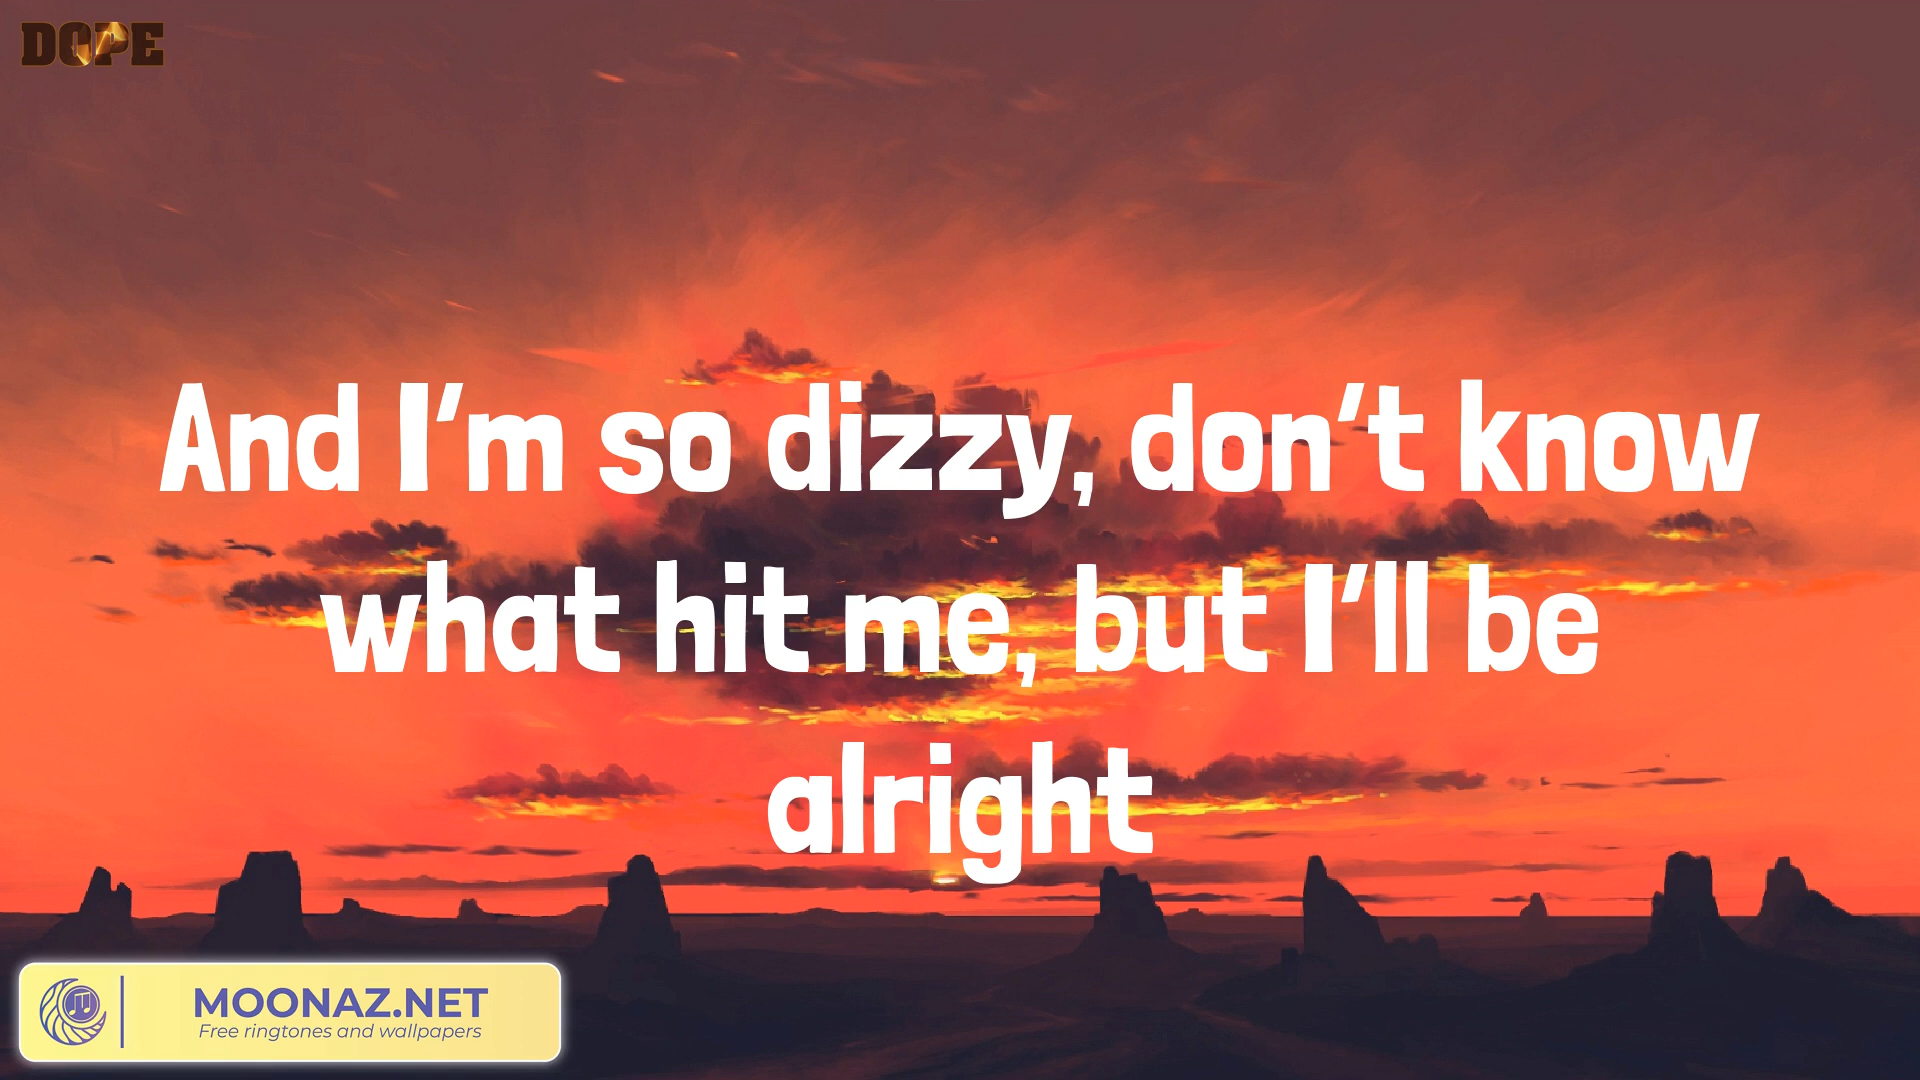 DOPE
And I'm so dizzy, don't know
what hit me, but I'll be
alright
MOONAZ.NET
Free ringtones and wallpapers